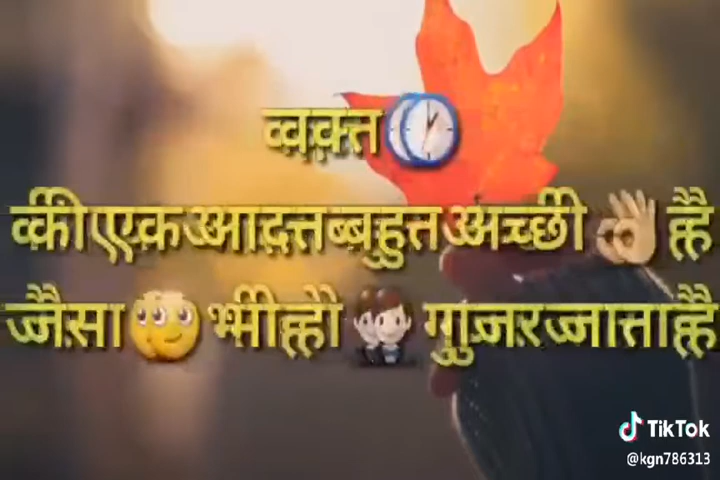 वक़्त🕐
की एक आदत बहुत अच्छी👌है
जैसा🙄भी हो👬गुज़र जाता है
TikTok
@kgn786313